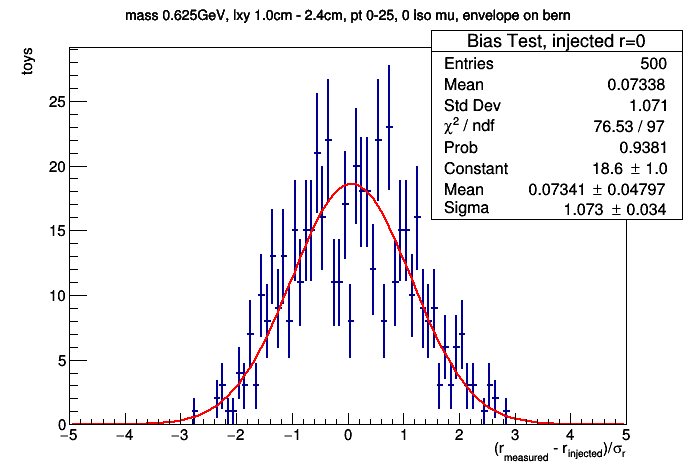 mass 0.625GeV, lxy 1.0cm - 2.4cm, pt 0-25, 0 Iso mu, envelope on bern
Bias Test, injected r=0
Entries 500
Mean 0.07338
Std Dev 1.071
χ² / ndf 76.53 / 97
Prob 0.9381
Constant 18.6 ± 1.0
Mean 0.07341 ± 0.04797
Sigma 1.073 ± 0.034
toys
25
20
15
10
5
0
−5 −4 −3 −2 −1 0 1 2 3 4 5
(r_measured - r_injected)/σ_r